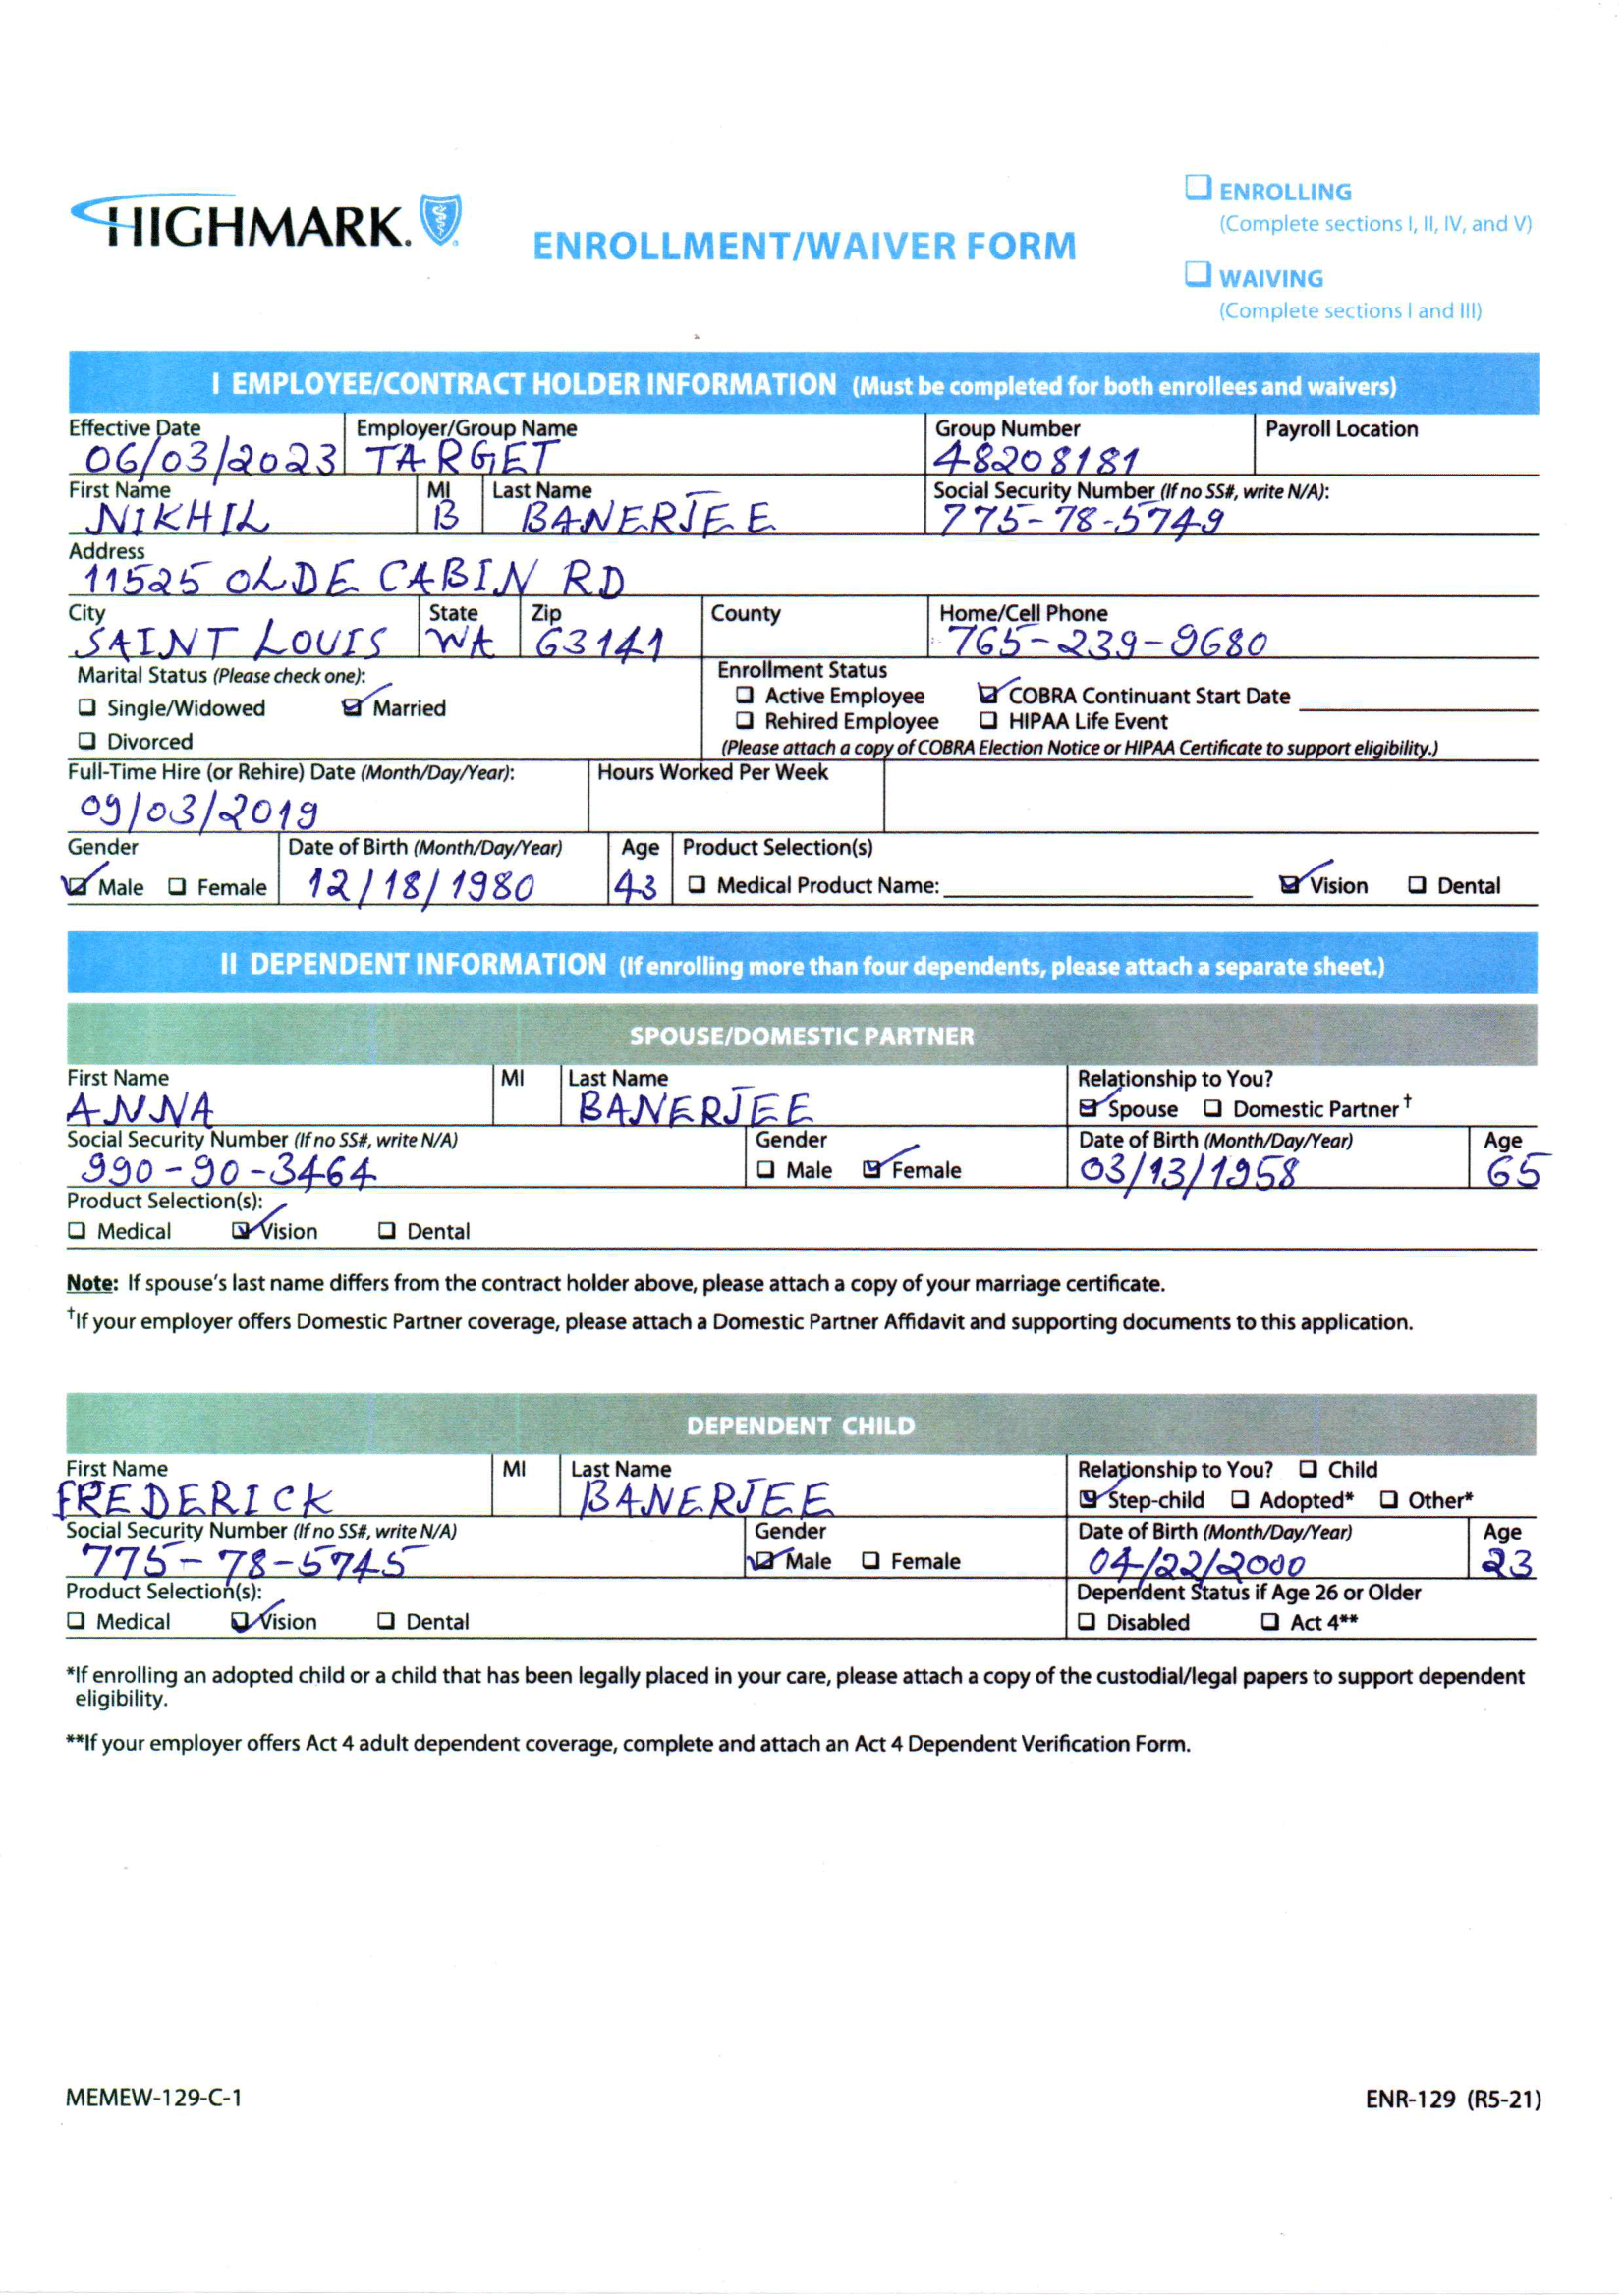 HIGHMARK.
ENROLLMENT/WAIVER FORM
ENROLLING
(Complete sections I, II, IV, and V)
WAIVING
(Complete sections I and III)
I EMPLOYEE/CONTRACT HOLDER INFORMATION (Must be completed for both enrollees and waivers)
Effective Date Employer/Group Name Group Number Payroll Location
06/03/2023 TARGET 48208181
First Name MI Last Name Social Security Number (If no SS#, write N/A):
NIKHIL B BANERJEE 775-78-5749
Address
11525 OLDE CABIN RD
City State Zip County Home/Cell Phone
SAINT LOUIS WA 63141 765-239-9680
Marital Status (Please check one): Enrollment Status
Single/Widowed Married Active Employee COBRA Continuant Start Date
Rehired Employee HIPAA Life Event
Divorced (Please attach a copy of COBRA Election Notice or HIPAA Certificate to support eligibility.)
Full-Time Hire (or Rehire) Date (Month/Day/Year): Hours Worked Per Week
09/03/2019
Gender Date of Birth (Month/Day/Year) Age Product Selection(s)
Male Female 12/18/1980 43 Medical Product Name: Vision Dental
II DEPENDENT INFORMATION (If enrolling more than four dependents, please attach a separate sheet.)
SPOUSE/DOMESTIC PARTNER
First Name MI Last Name Relationship to You?
ANNA BANERJEE Spouse Domestic Partner†
Social Security Number (If no SS#, write N/A) Gender Date of Birth (Month/Day/Year) Age
990-90-3464 Male Female 03/13/1958 65
Product Selection(s):
Medical Vision Dental
Note: If spouse's last name differs from the contract holder above, please attach a copy of your marriage certificate.
†If your employer offers Domestic Partner coverage, please attach a Domestic Partner Affidavit and supporting documents to this application.
DEPENDENT CHILD
First Name MI Last Name Relationship to You? Child
FREDERICK BANERJEE Step-child Adopted* Other*
Social Security Number (If no SS#, write N/A) Gender Date of Birth (Month/Day/Year) Age
775-78-5745 Male Female 04/22/2000 23
Product Selection(s): Dependent Status if Age 26 or Older
Medical Vision Dental Disabled Act 4**
*If enrolling an adopted child or a child that has been legally placed in your care, please attach a copy of the custodial/legal papers to support dependent
eligibility.
**If your employer offers Act 4 adult dependent coverage, complete and attach an Act 4 Dependent Verification Form.
MEMEW-129-C-1 ENR-129 (R5-21)